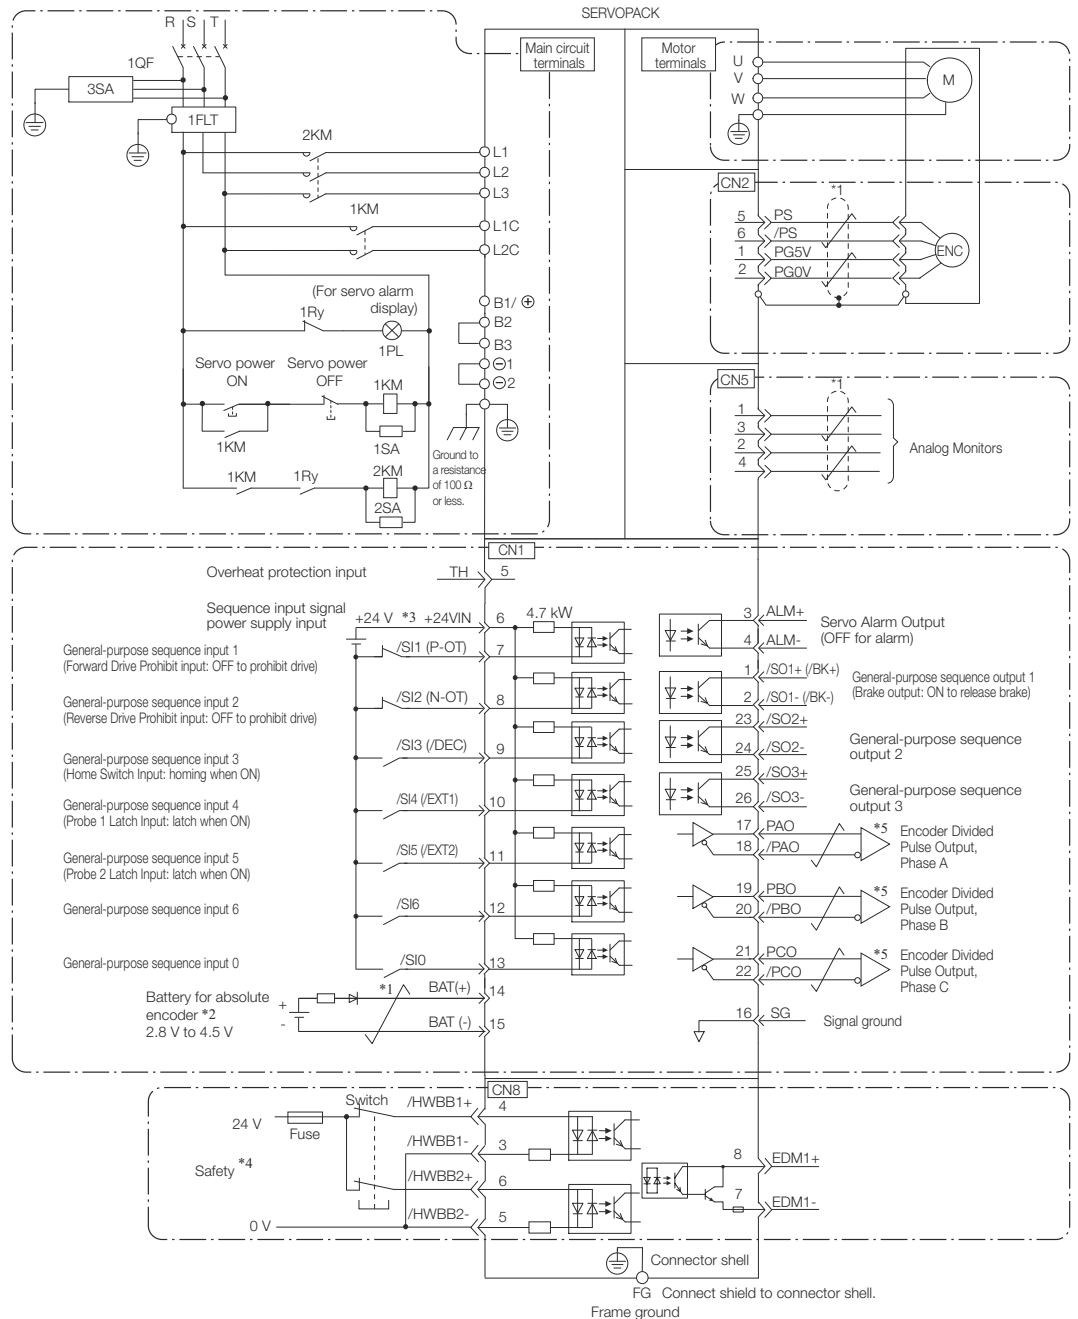 SERVOPACK
R S T
Main circuit
terminals
Motor
terminals
1QF
3SA
1FLT
U
V
W
M
2KM
L1
L2
L3
1KM
L1C
L2C
CN2
*1
5 PS
6 /PS
1 PG5V
2 PG0V
ENC
(For servo alarm
display)
1Ry
1PL
B1/ ⊕
B2
B3
⊖1
⊖2
Servo power
ON
Servo power
OFF
1KM
1KM
1SA
1KM
1Ry
2KM
2SA
Ground to
a resistance
of 100 Ω
or less.
CN5
*1
1
3
2
4
Analog Monitors
CN1
Overheat protection input
TH 5
Sequence input signal
power supply input
+24 V *3 +24VIN 6 4.7 kW
General-purpose sequence input 1
(Forward Drive Prohibit input: OFF to prohibit drive)
/SI1 (P-OT) 7
General-purpose sequence input 2
(Reverse Drive Prohibit input: OFF to prohibit drive)
/SI2 (N-OT) 8
General-purpose sequence input 3
(Home Switch Input: homing when ON)
/SI3 (/DEC) 9
General-purpose sequence input 4
(Probe 1 Latch Input: latch when ON)
/SI4 (/EXT1) 10
General-purpose sequence input 5
(Probe 2 Latch Input: latch when ON)
/SI5 (/EXT2) 11
General-purpose sequence input 6
/SI6 12
General-purpose sequence input 0
/SI0 13
Battery for absolute
encoder *2
2.8 V to 4.5 V
+
-
*1
BAT(+) 14
BAT (-) 15
3 ALM+
4 ALM-
Servo Alarm Output
(OFF for alarm)
1 /SO1+ (/BK+)
2 /SO1- (/BK-)
General-purpose sequence output 1
(Brake output: ON to release brake)
23 /SO2+
24 /SO2-
General-purpose sequence
output 2
25 /SO3+
26 /SO3-
General-purpose sequence
output 3
17 PAO
18 /PAO
*5 Encoder Divided
Pulse Output,
Phase A
19 PBO
20 /PBO
*5 Encoder Divided
Pulse Output,
Phase B
21 PCO
22 /PCO
*5 Encoder Divided
Pulse Output,
Phase C
16 SG
Signal ground
CN8
Switch
24 V
Fuse
Safety *4
0 V
/HWBB1+ 4
/HWBB1- 3
/HWBB2+ 6
/HWBB2- 5
8 EDM1+
7 EDM1-
Connector shell
FG Connect shield to connector shell.
Frame ground